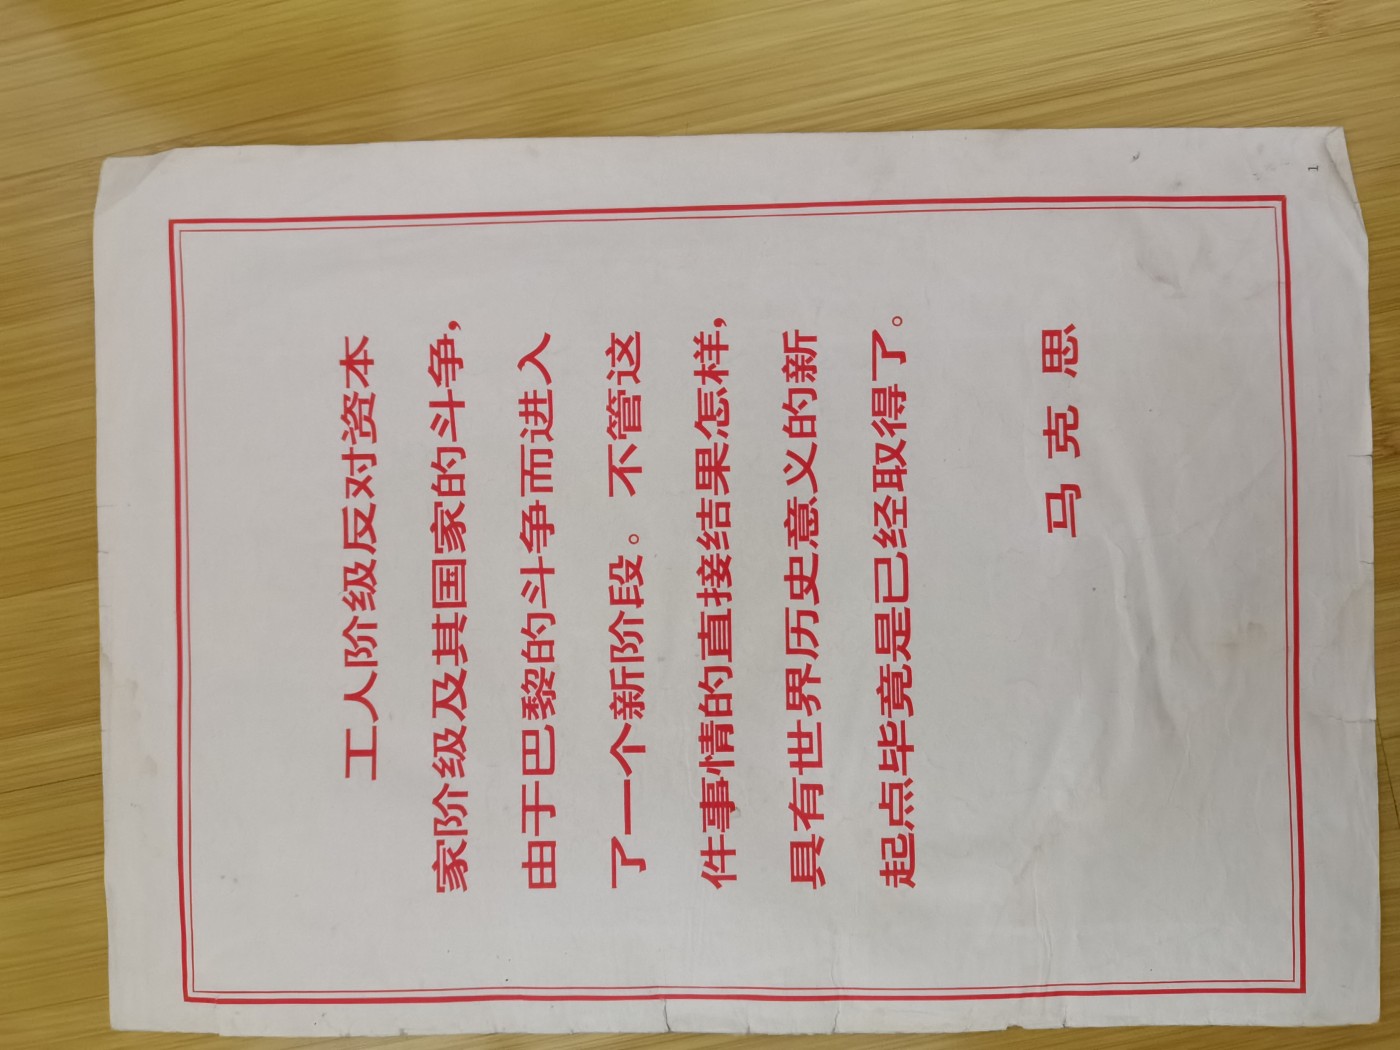 工人阶级反对资本
家阶级及其国家的斗争，
由于巴黎的斗争而进入
了一个新阶段。不管这
件事情的直接结果怎样，
具有世界历史意义的新
起点毕竟是已经取得了。
马克思
1